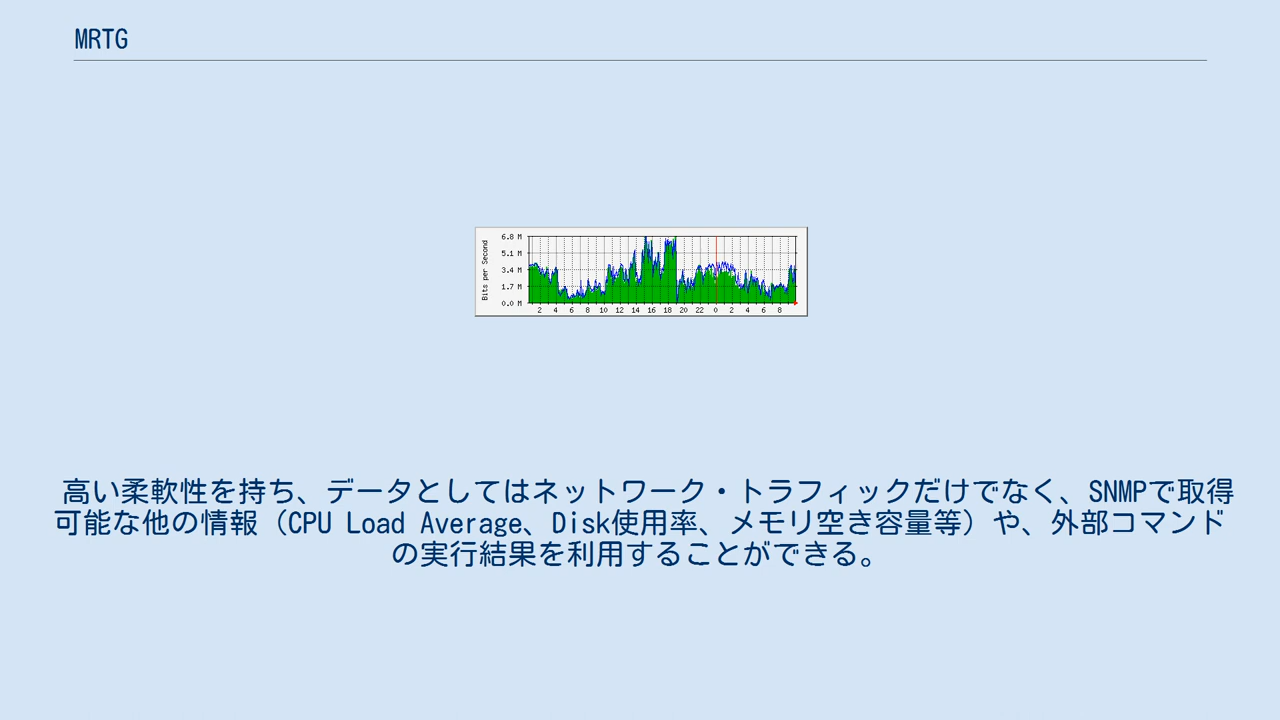 MRTG
Bits per Second
6.8 M
5.1 M
3.4 M
1.7 M
0.0 M
2 4 6 8 10 12 14 16 18 20 22 0 2 4 6 8
高い柔軟性を持ち、データとしてはネットワーク・トラフィックだけでなく、SNMPで取得
可能な他の情報（CPU Load Average、Disk使用率、メモリ空き容量等）や、外部コマンド
の実行結果を利用することができる。